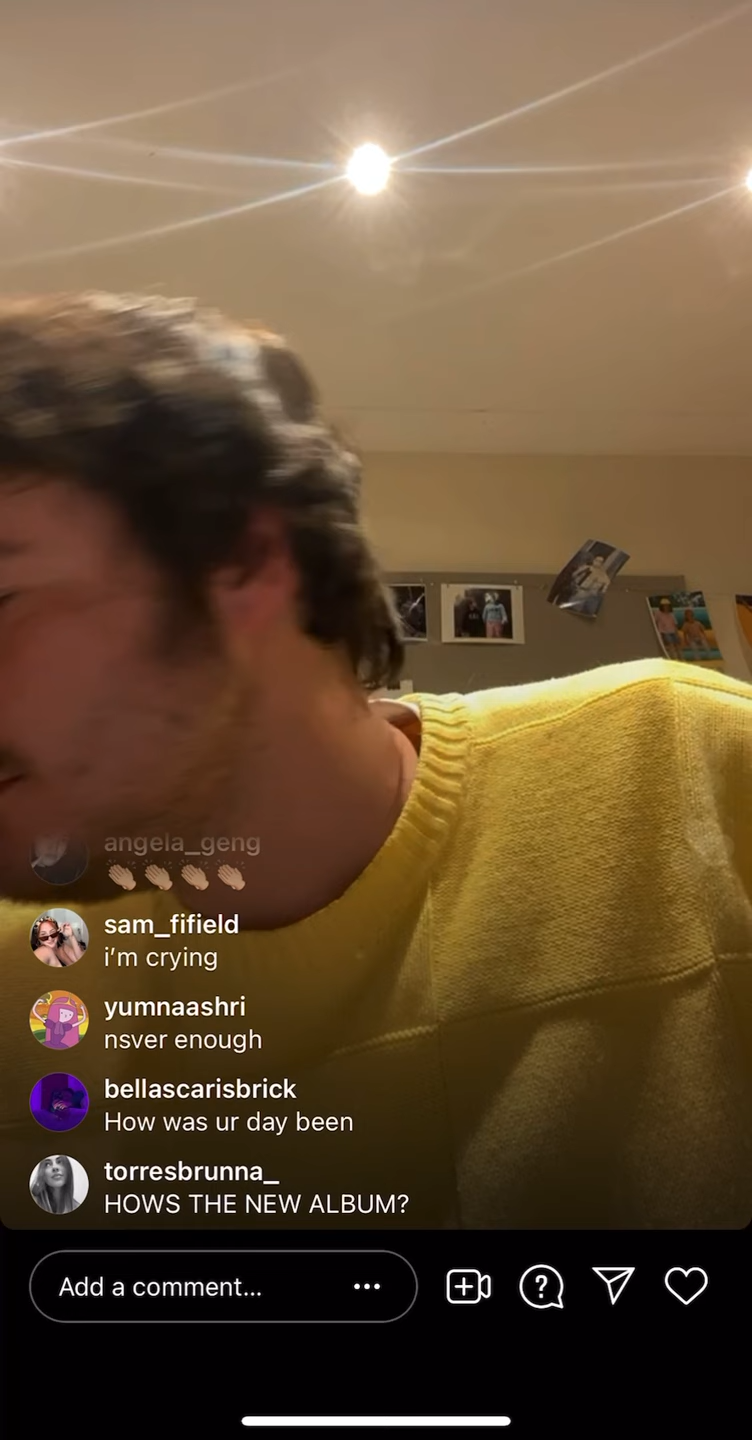 angela_geng
👏🏻 👏🏻 👏🏻 👏🏻
sam_fifield
i’m crying
yumnaashri
nsver enough
bellascarisbrick
How was ur day been
torresbrunna_
HOWS THE NEW ALBUM?
Add a comment...